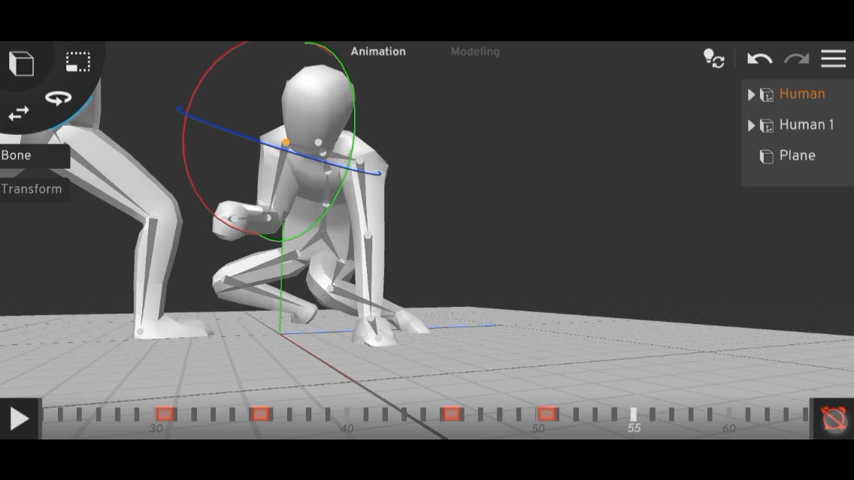 Animation
Modeling
Human
Human 1
Plane
Bone
Transform
30
40
50
55
60